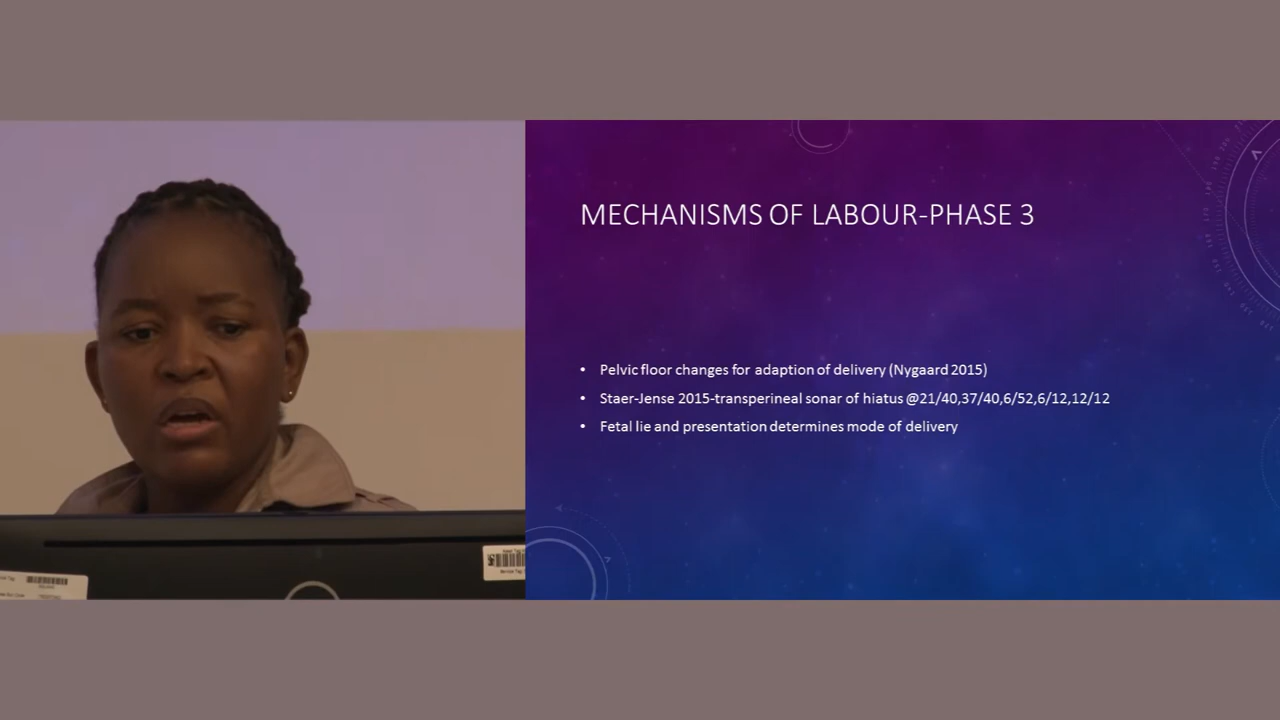 MECHANISMS OF LABOUR-PHASE 3
• Pelvic floor changes for adaption of delivery (Nygaard 2015)
• Staer-Jense 2015-transperineal sonar of hiatus @21/40,37/40,6/52,6/12,12/12
• Fetal lie and presentation determines mode of delivery